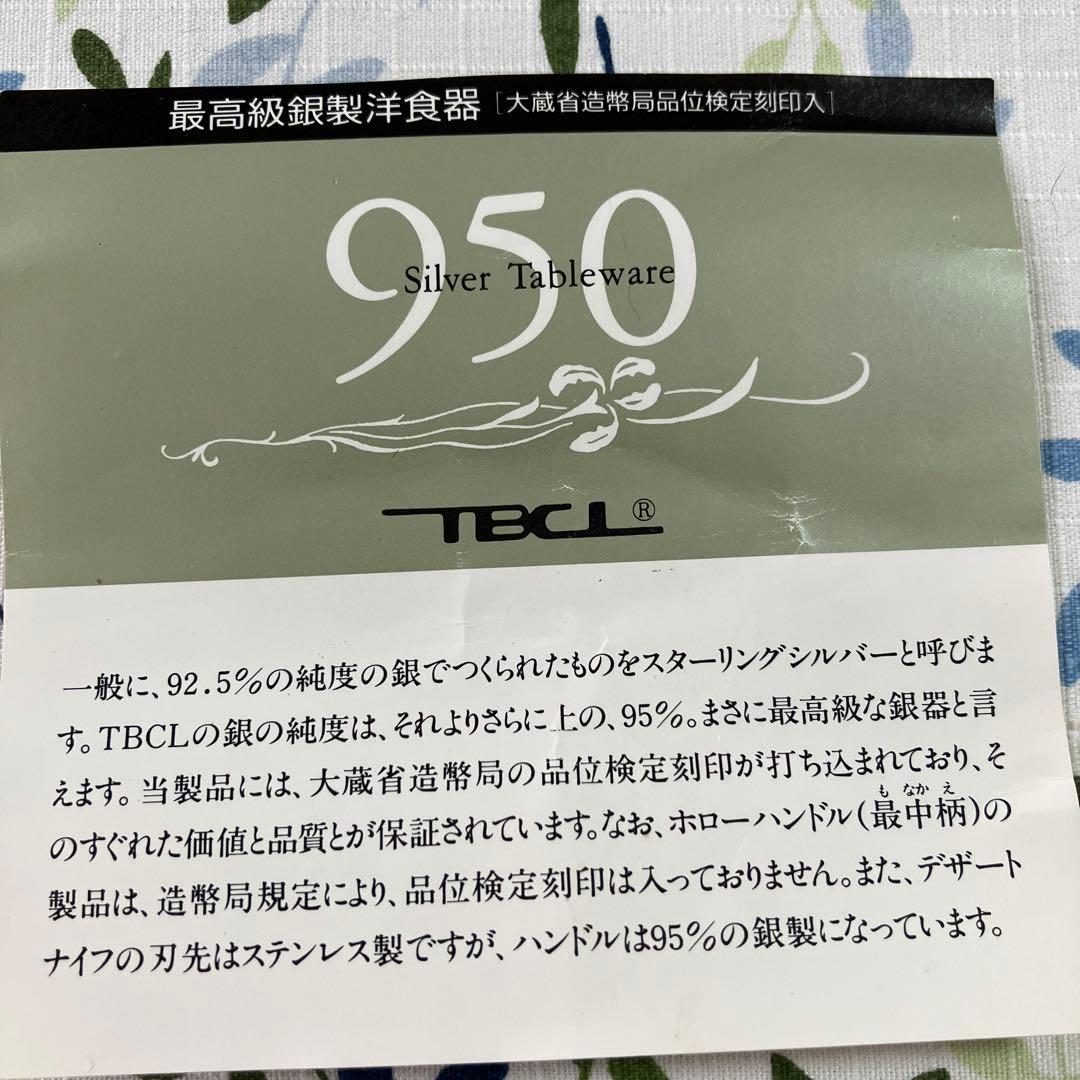 最高級銀製洋食器［大蔵省造幣局品位検定刻印入］
950
Silver Tableware
TBCL®
一般に、92.5%の純度の銀でつくられたものをスターリングシルバーと呼びま
す。TBCLの銀の純度は、それよりさらに上の、95%。まさに最高級な銀器と言
えます。当製品には、大蔵省造幣局の品位検定刻印が打ち込まれており、そ
のすぐれた価値と品質とが保証されています。なお、ホローハンドル(最中柄)の
も なか え
製品は、造幣局規定により、品位検定刻印は入っておりません。また、デザート
ナイフの刃先はステンレス製ですが、ハンドルは95%の銀製になっています。